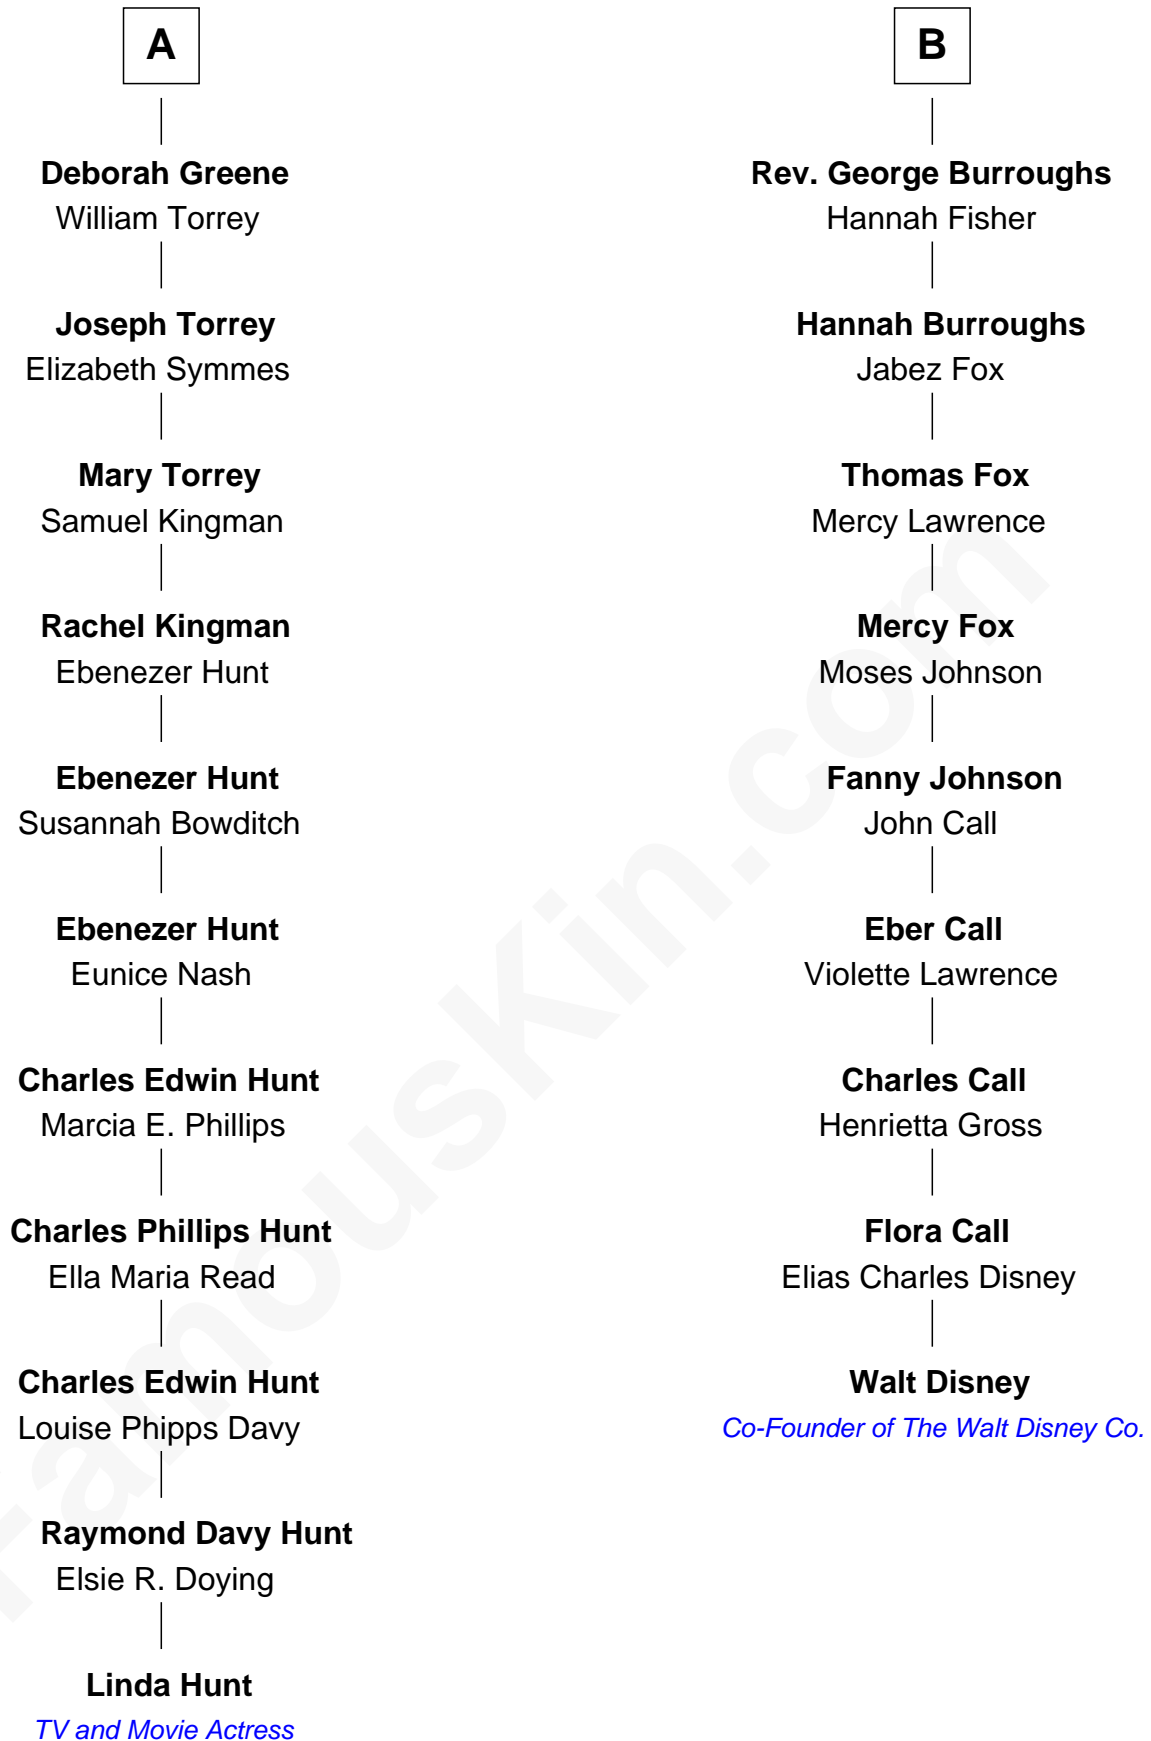 A
Deborah Greene
William Torrey
Joseph Torrey
Elizabeth Symmes
Mary Torrey
Samuel Kingman
Rachel Kingman
Ebenezer Hunt
Ebenezer Hunt
Susannah Bowditch
Ebenezer Hunt
Eunice Nash
Charles Edwin Hunt
Marcia E. Phillips
Charles Phillips Hunt
Ella Maria Read
Charles Edwin Hunt
Louise Phipps Davy
Raymond Davy Hunt
Elsie R. Doying
Linda Hunt
TV and Movie Actress
B
Rev. George Burroughs
Hannah Fisher
Hannah Burroughs
Jabez Fox
Thomas Fox
Mercy Lawrence
Mercy Fox
Moses Johnson
Fanny Johnson
John Call
Eber Call
Violette Lawrence
Charles Call
Henrietta Gross
Flora Call
Elias Charles Disney
Walt Disney
Co-Founder of The Walt Disney Co.
FamousKin.com